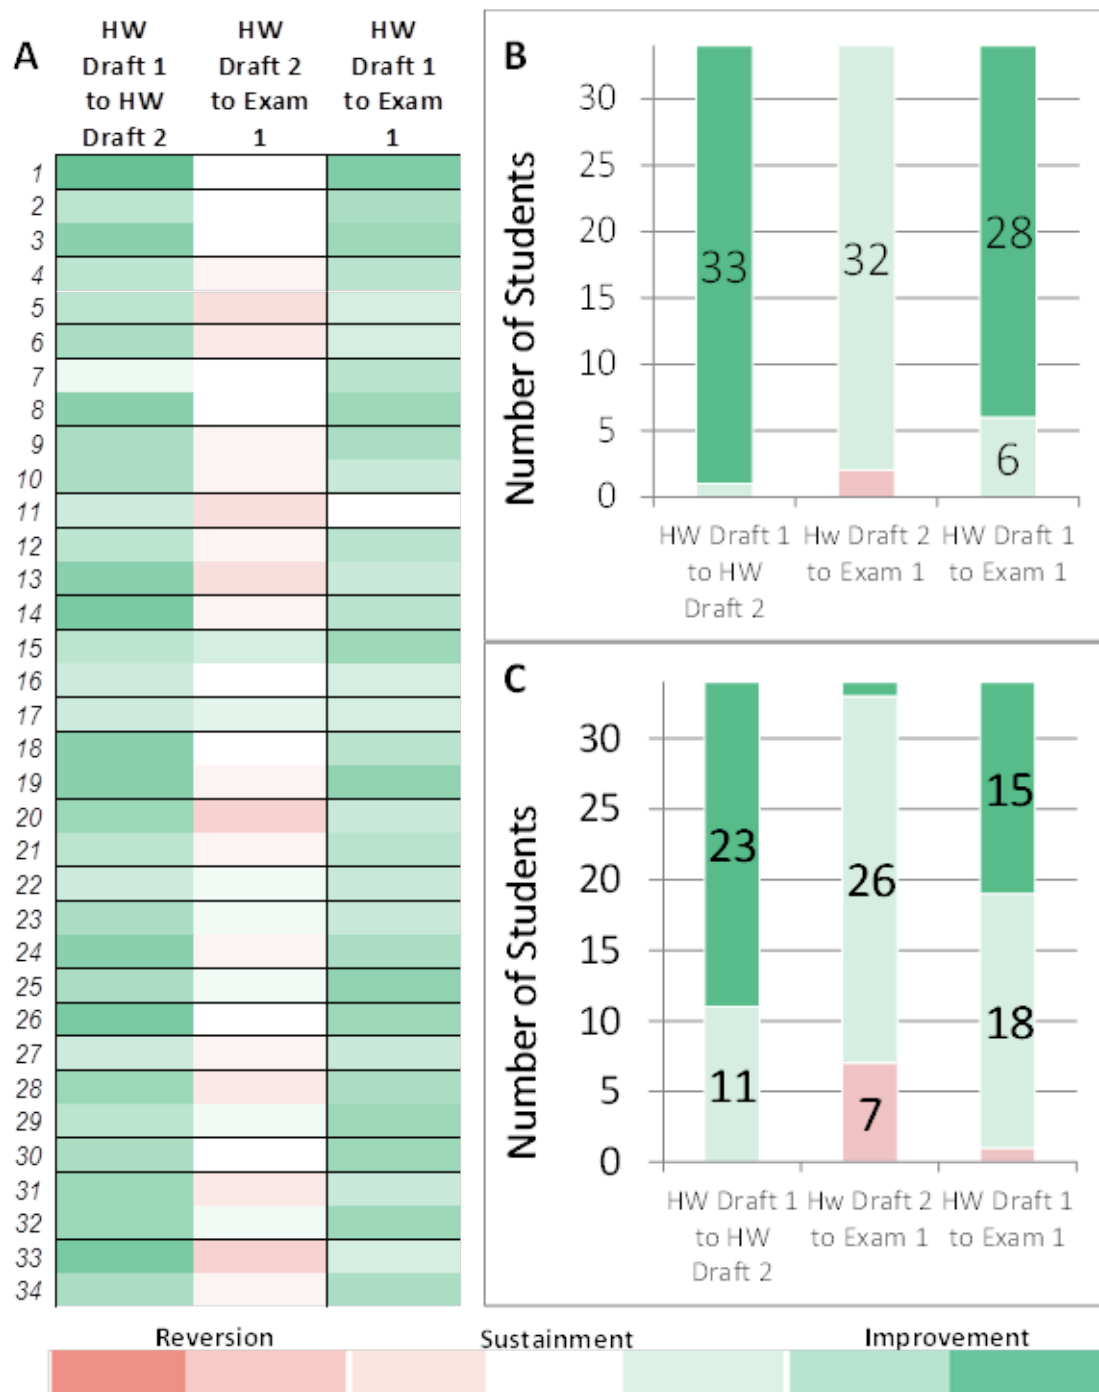 A
HW
Draft 1
to HW
Draft 2
HW
Draft 2
to Exam
1
HW
Draft 1
to Exam
1
1
2
3
4
5
6
7
8
9
10
11
12
13
14
15
16
17
18
19
20
21
22
23
24
25
26
27
28
29
30
31
32
33
34
B
Number of Students
30
25
20
15
10
5
0
33
32
28
6
HW Draft 1
to HW
Draft 2
Hw Draft 2
to Exam 1
HW Draft 1
to Exam 1
C
Number of Students
30
25
20
15
10
5
0
23
11
26
7
15
18
HW Draft 1
to HW
Draft 2
Hw Draft 2
to Exam 1
HW Draft 1
to Exam 1
Reversion
Sustainment
Improvement